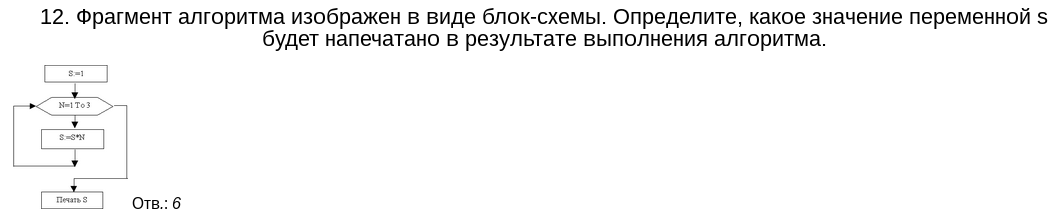 12. Фрагмент алгоритма изображен в виде блок-схемы. Определите, какое значение переменной s
будет напечатано в результате выполнения алгоритма.
S:=1
N=1 To 3
S:=S*N
Печать S
Отв.: 6